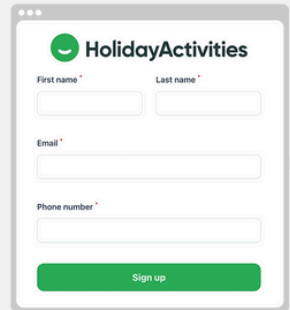 HolidayActivities
First name *
Last name *
Email *
Phone number *
Sign up